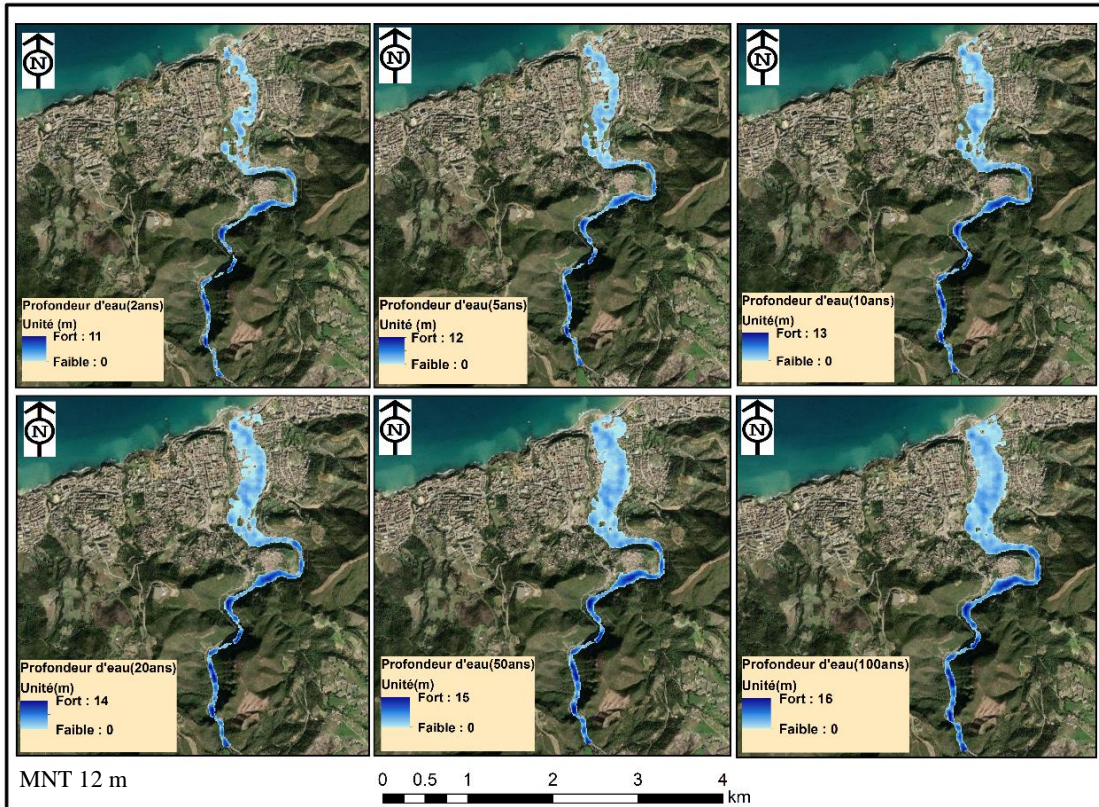 N
N
N
Profondeur d'eau(2ans)
Unité (m)
Fort : 11
Faible : 0
Profondeur d'eau(5ans)
Unité (m)
Fort : 12
Faible : 0
Profondeur d'eau(10ans)
Unité(m)
Fort : 13
Faible : 0
N
N
N
Profondeur d'eau(20ans)
Unité(m)
Fort : 14
Faible : 0
Profondeur d'eau(50ans)
Unité(m)
Fort : 15
Faible : 0
Profondeur d'eau(100ans)
Unité(m)
Fort : 16
Faible : 0
MNT 12 m
0 0.5 1 2 3 4
km